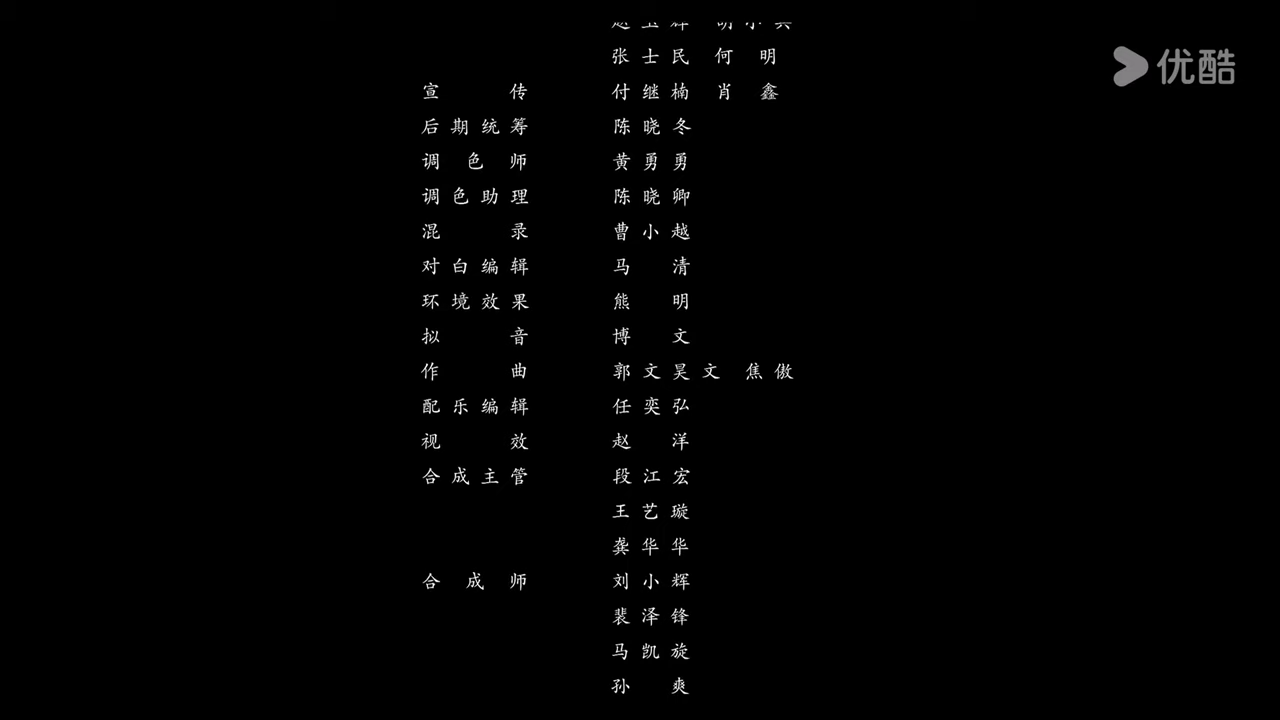 张士民 何明
优酷
宣传 付继楠 肖鑫
后期统筹 陈晓冬
调色师 黄勇勇
调色助理 陈晓卿
混录 曹小越
对白编辑 马清
环境效果 熊明
拟音 博文
作曲 郭文昊文 焦傲
配乐编辑 任奕弘
视效 赵洋
合成主管 段江宏
王艺璇
龚华华
合成师 刘小辉
裴泽锋
马凯旋
孙爽